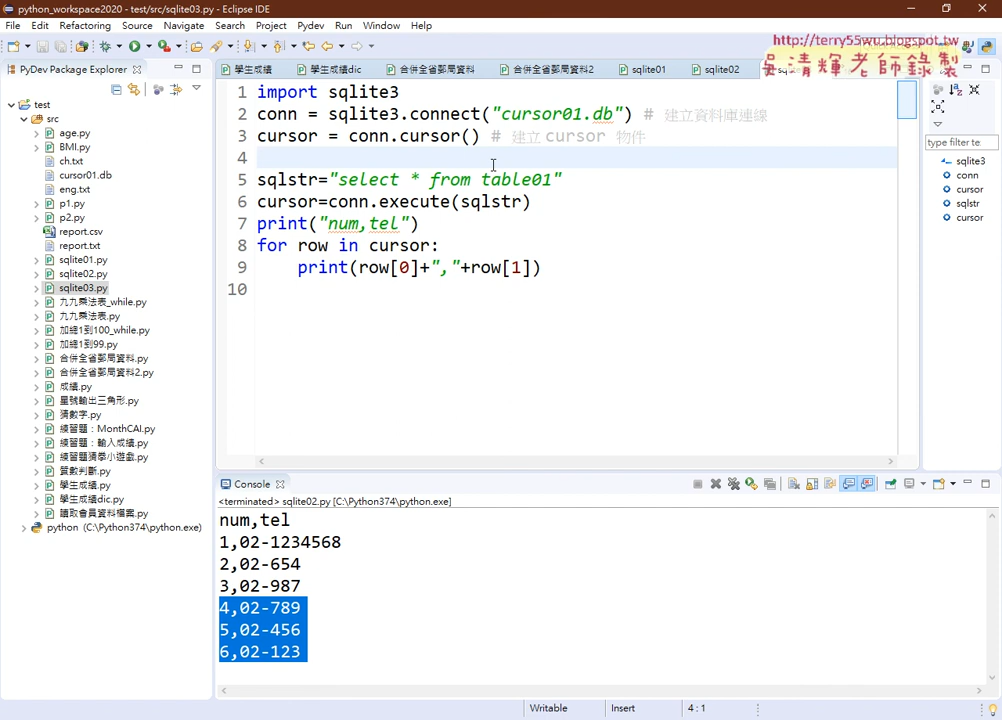 python_workspace2020 - test/src/sqlite03.py - Eclipse IDE
File Edit Refactoring Source Sqlite Navigate Search Project Pydev Run Window Help
http://terry55wu.blogspot.tw
吳清輝老師錄製
PyDev Package Explorer
學生成績 學生成績dic 合併全省郵局資料 合併全省郵局資料2 sqlite01 sqlite02
test
src
age.py
BMI.py
ch.txt
cursor01.db
eng.txt
p1.py
p2.py
report.csv
report.txt
sqlite01.py
sqlite02.py
sqlite03.py
九九乘法表_while.py
九九乘法表.py
加總1到100_while.py
加總1到99.py
合併全省郵局資料.py
合併全省郵局資料2.py
成績.py
星號輸出三角形.py
猜數字.py
練習題：MonthCAI.py
練習題：輸入成績.py
練習題猜拳小遊戲.py
質數判斷.py
學生成績.py
學生成績dic.py
讀取會員資料檔案.py
python (C:\Python374\python.exe)
1 import sqlite3
2 conn = sqlite3.connect("cursor01.db") # 建立資料庫連線
3 cursor = conn.cursor() # 建立 cursor 物件
4
5 sqlstr="select * from table01"
6 cursor=conn.execute(sqlstr)
7 print("num,tel")
8 for row in cursor:
9 print(row[0]+","+row[1])
10
type filter te
sqlite3
conn
cursor
sqlstr
cursor
Console
<terminated> sqlite02.py [C:\Python374\python.exe]
num,tel
1,02-1234568
2,02-654
3,02-987
4,02-789
5,02-456
6,02-123
Writable Insert 4 : 1